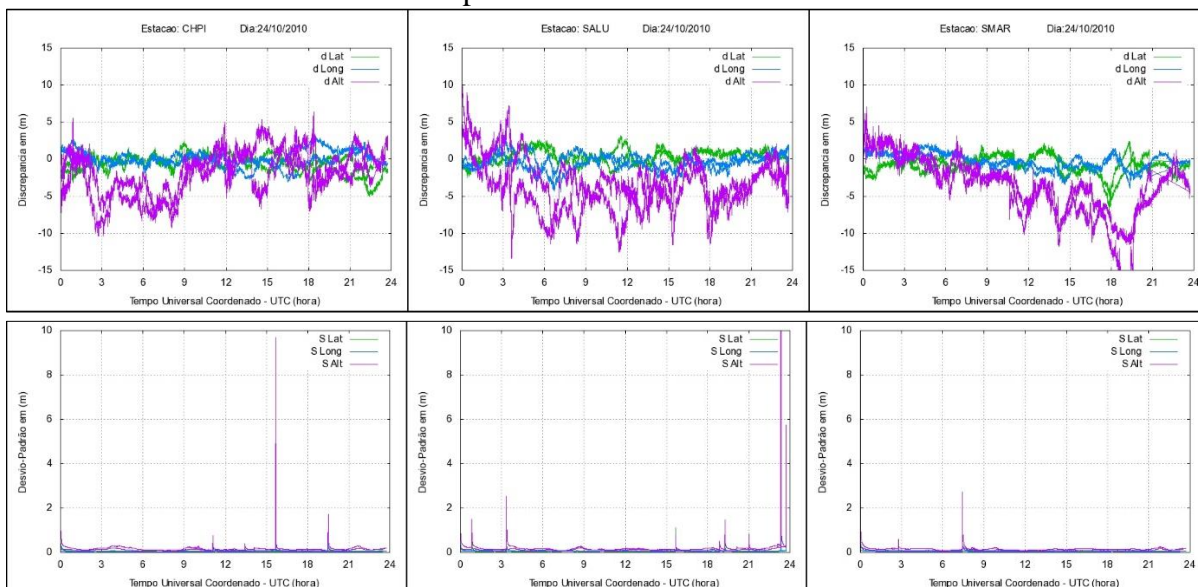 Estacao: CHPI Dia:24/10/2010
d Lat
d Long
d Alt
Discrepancia em (m)
15
10
5
0
-5
-10
-15
0 3 6 9 12 15 18 21 24
Tempo Universal Coordenado - UTC (hora)
Estacao: SALU Dia:24/10/2010
d Lat
d Long
d Alt
Discrepancia em (m)
15
10
5
0
-5
-10
-15
0 3 6 9 12 15 18 21 24
Tempo Universal Coordenado - UTC (hora)
Estacao: SMAR Dia:24/10/2010
d Lat
d Long
d Alt
Discrepancia em (m)
15
10
5
0
-5
-10
-15
0 3 6 9 12 15 18 21 24
Tempo Universal Coordenado - UTC (hora)
S Lat
S Long
S Alt
Desvio-Padrão em (m)
10
8
6
4
2
0
0 3 6 9 12 15 18 21 24
Tempo Universal Coordenado - UTC (hora)
S Lat
S Long
S Alt
Desvio-Padrão em (m)
10
8
6
4
2
0
0 3 6 9 12 15 18 21 24
Tempo Universal Coordenado - UTC (hora)
S Lat
S Long
S Alt
Desvio-Padrão em (m)
10
8
6
4
2
0
0 3 6 9 12 15 18 21 24
Tempo Universal Coordenado - UTC (hora)